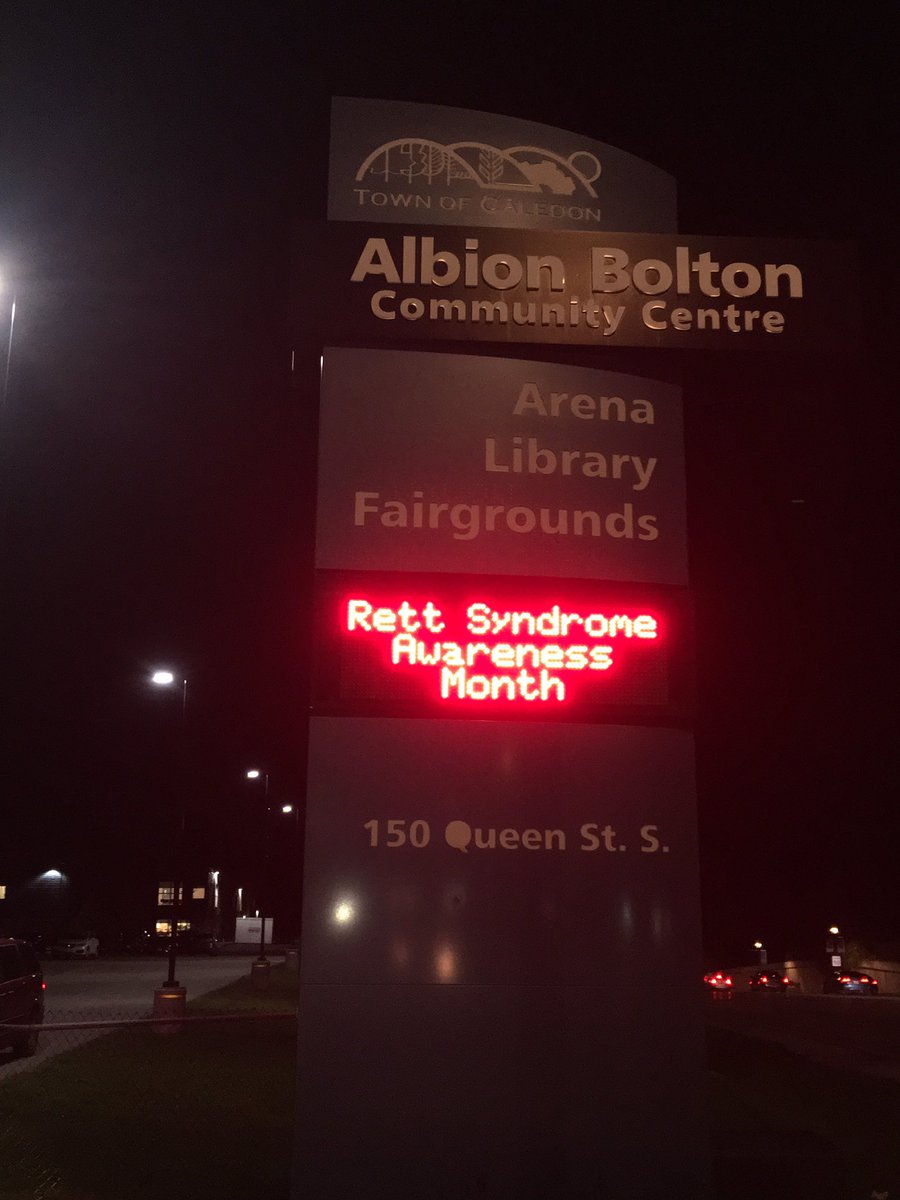 Town of Caledon
Albion Bolton
Community Centre
Arena
Library
Fairgrounds
Rett Syndrome
Awareness
Month
150 Queen St. S.